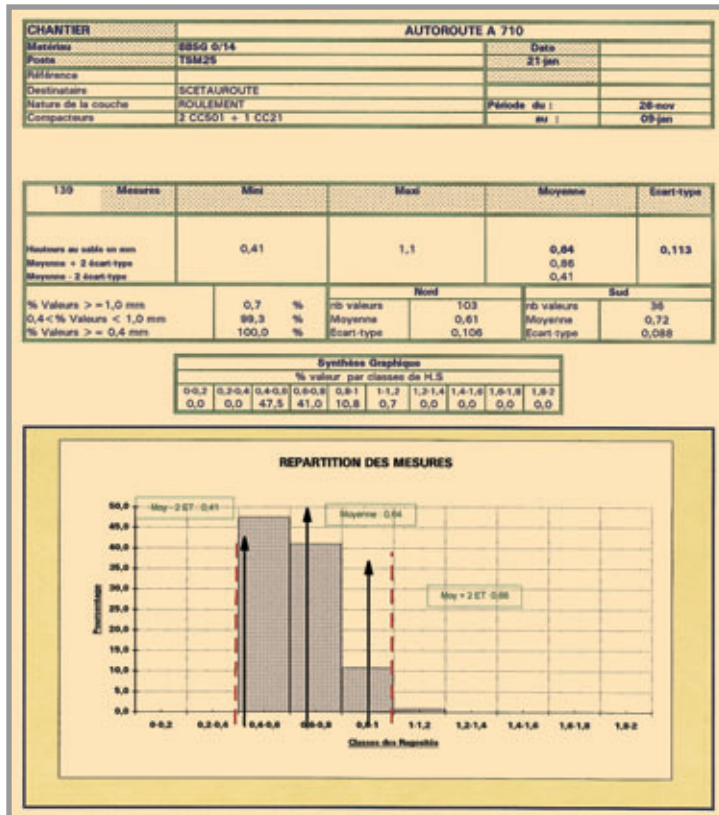 CHANTIER AUTOROUTE A 710
Matériau BBSG 0/14 Date
Poste TSM25 21-jan
Référence
Destinataire SCETAUROUTE
Nature de la couche ROULEMENT Période du : 26-nov
Compacteurs 2 CC501 + 1 CC21 au : 09-jan
139 Mesures Mini Maxi Moyenne Ecart-type
Hauteurs au sable en mm 0,41 1,1 0,64 0,113
Moyenne + 2 écart-type 0,86
Moyenne - 2 écart-type 0,41
Nord Sud
% Valeurs >=1,0 mm 0,7 % nb valeurs 103 nb valeurs 36
0,4<% Valeurs < 1,0 mm 99,3 % Moyenne 0,61 Moyenne 0,72
% Valeurs >= 0,4 mm 100,0 % Ecart-type 0,106 Ecart-type 0,088
Synthèse Graphique
% valeur par classes de H.S
0-0,2 0,2-0,4 0,4-0,6 0,6-0,8 0,8-1 1-1,2 1,2-1,4 1,4-1,6 1,6-1,8 1,8-2
0,0 0,0 47,5 41,0 10,8 0,7 0,0 0,0 0,0 0,0
REPARTITION DES MESURES
Moy - 2 ET 0,41
Moyenne 0,64
Moy + 2 ET 0,86
Pourcentage
50,0
45,0
40,0
35,0
30,0
25,0
20,0
15,0
10,0
5,0
0,0
0-0,2 0,2-0,4 0,4-0,6 0,6-0,8 0,8-1 1-1,2 1,2-1,4 1,4-1,6 1,6-1,8 1,8-2
Classes des Rugosités